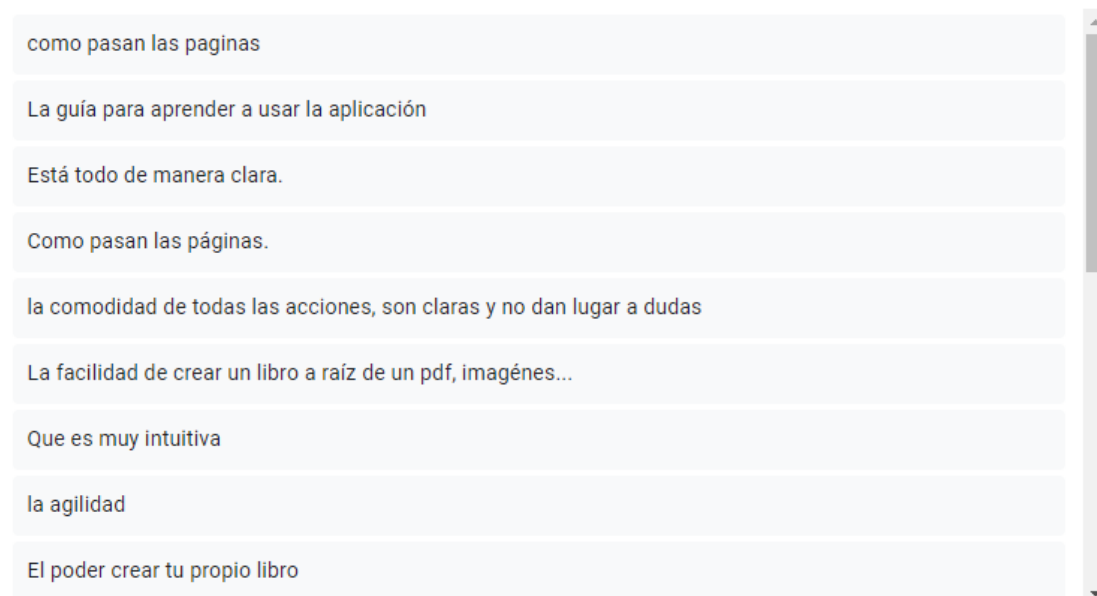 como pasan las paginas
La guía para aprender a usar la aplicación
Está todo de manera clara.
Como pasan las páginas.
la comodidad de todas las acciones, son claras y no dan lugar a dudas
La facilidad de crear un libro a raíz de un pdf, imagénes...
Que es muy intuitiva
la agilidad
El poder crear tu propio libro